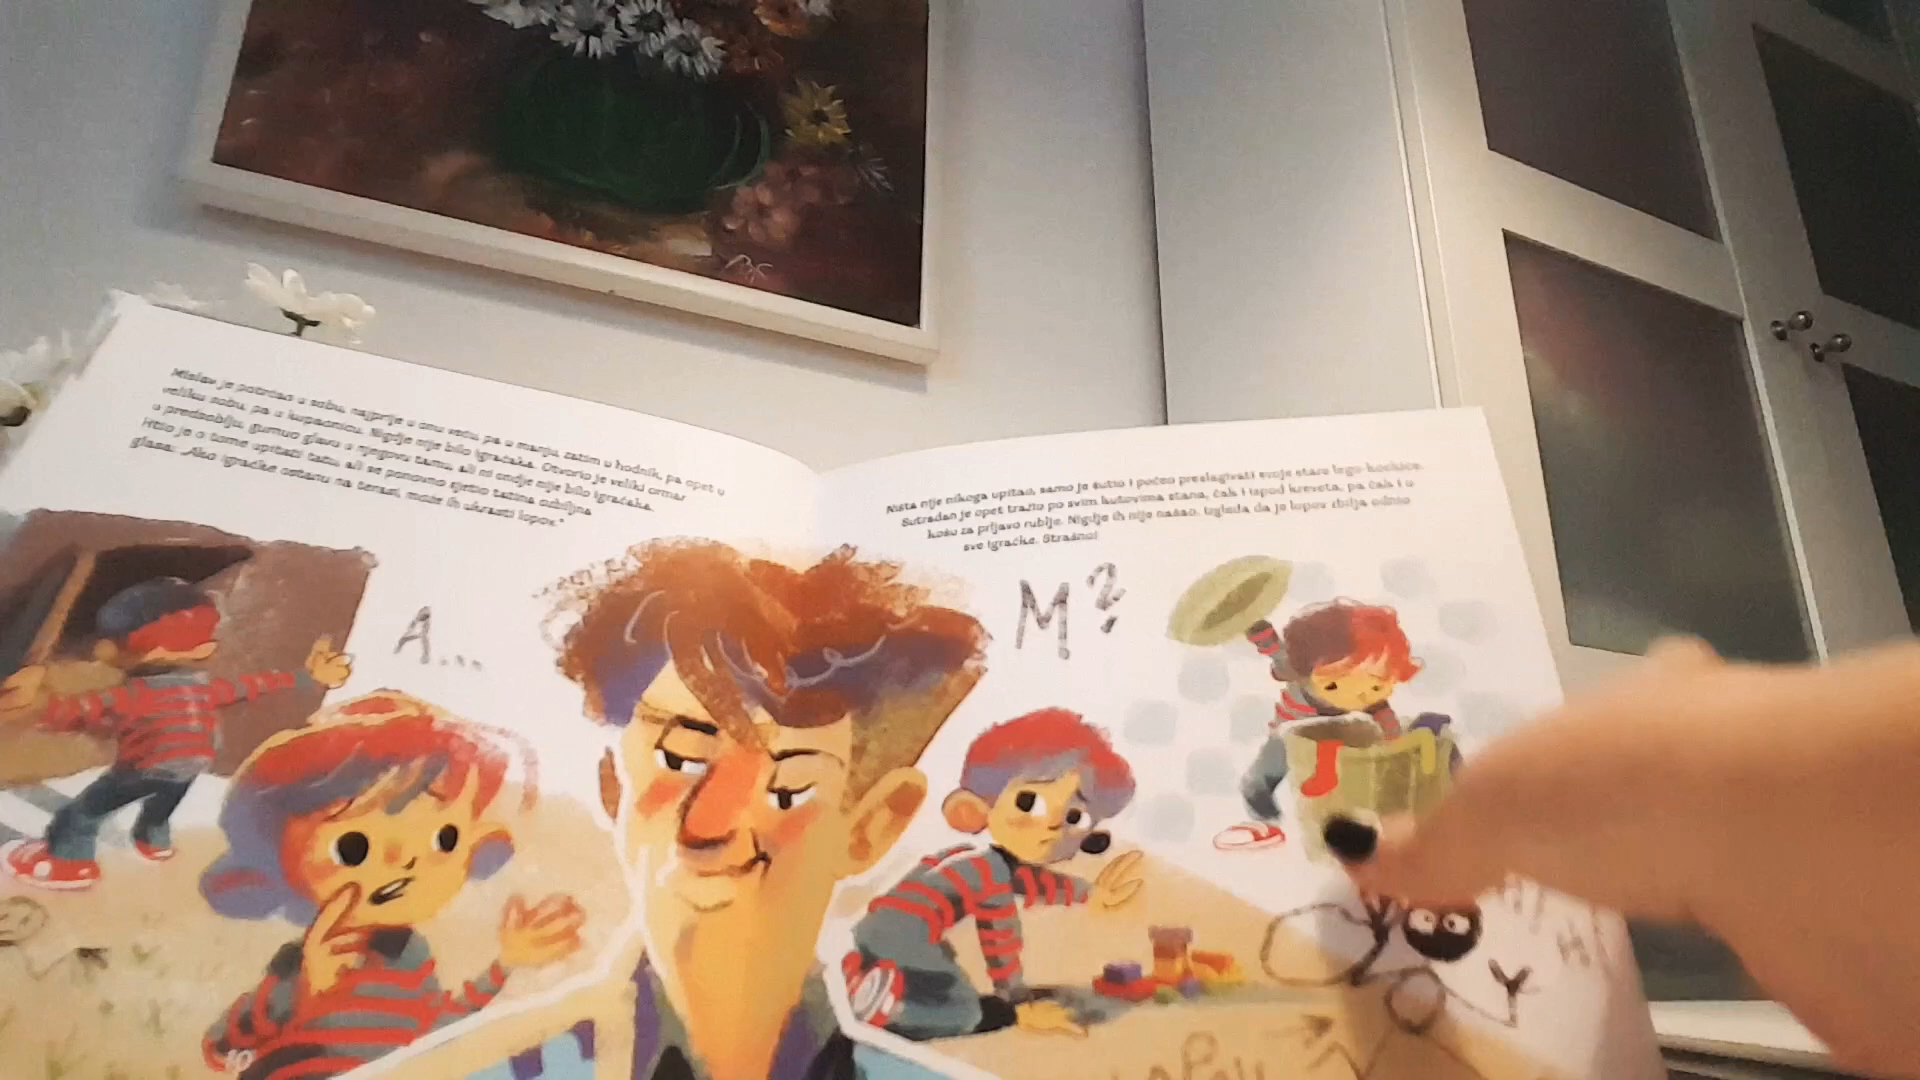 Mislav je potrčao u sobu, najprije u onu veću, pa u manju, zatim u hodnik, pa opet u
veliku sobu, pa u kupaonicu. Nigdje nije bilo igračaka. Otvorio je veliki ormar
u predsoblju, gurnuo glavu u njegovu tamu, ali ni ondje nije bilo igračaka.
Htio je o tome upitati tatu, ali se ponovno sjetio tatina ozbiljna
glasa: „Ako igračke ostanu na terasi, može ih ukrasti lopov.“
A...
Ništa nije nikoga upitao, samo je šutio i počeo preslagivati svoje stare lego-kockice.
Sutradan je opet tražio po svim kutovima stana, čak i ispod kreveta, pa čak i u
košu za prljavo rublje. Nigdje ih nije našao. Izgleda da je lopov zbilja odnio
sve igračke. Strašno!
M?